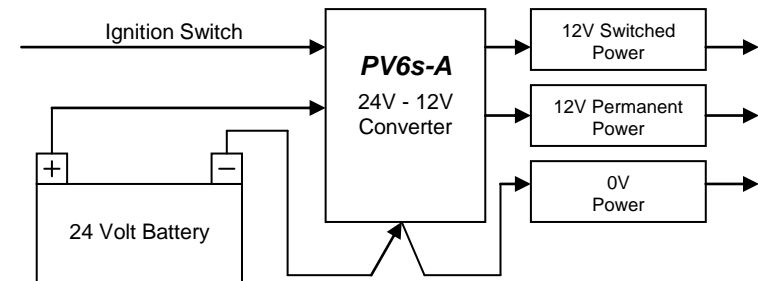 Ignition Switch
PV6s-A
24V - 12V
Converter
12V Switched
Power
12V Permanent
Power
0V
Power
+
−
24 Volt Battery